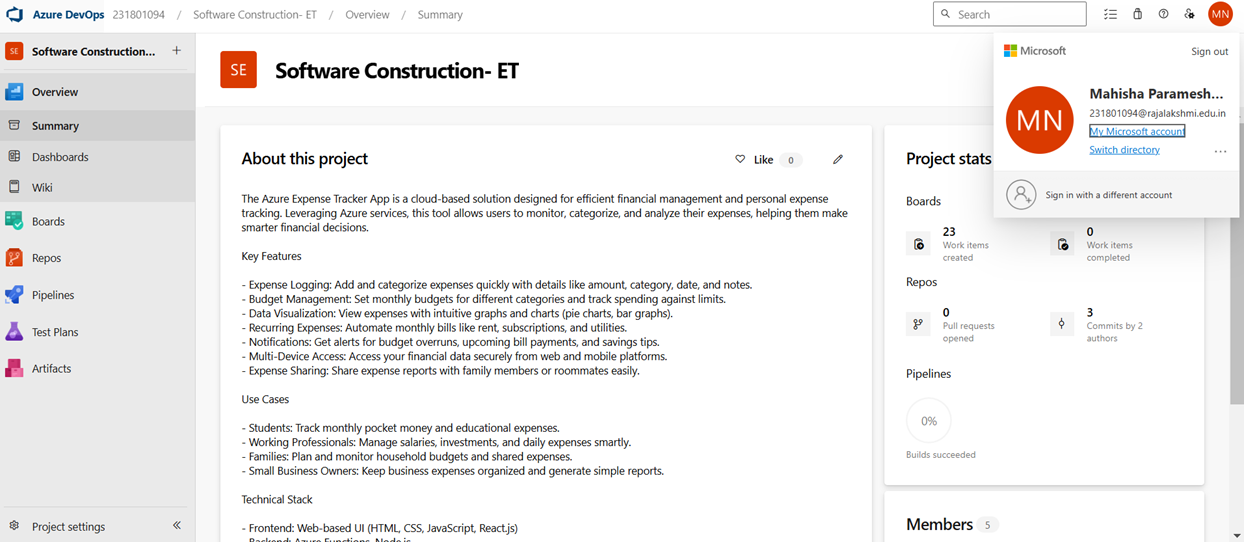 Azure DevOps 231801094 / Software Construction- ET / Overview / Summary
Search
MN
SE Software Construction... +
Overview
Summary
Dashboards
Wiki
Boards
Repos
Pipelines
Test Plans
Artifacts
Project settings
SE Software Construction- ET
About this project
Like 0
The Azure Expense Tracker App is a cloud-based solution designed for efficient financial management and personal expense
tracking. Leveraging Azure services, this tool allows users to monitor, categorize, and analyze their expenses, helping them make
smarter financial decisions.
Key Features
- Expense Logging: Add and categorize expenses quickly with details like amount, category, date, and notes.
- Budget Management: Set monthly budgets for different categories and track spending against limits.
- Data Visualization: View expenses with intuitive graphs and charts (pie charts, bar graphs).
- Recurring Expenses: Automate monthly bills like rent, subscriptions, and utilities.
- Notifications: Get alerts for budget overruns, upcoming bill payments, and savings tips.
- Multi-Device Access: Access your financial data securely from web and mobile platforms.
- Expense Sharing: Share expense reports with family members or roommates easily.
Use Cases
- Students: Track monthly pocket money and educational expenses.
- Working Professionals: Manage salaries, investments, and daily expenses smartly.
- Families: Plan and monitor household budgets and shared expenses.
- Small Business Owners: Keep business expenses organized and generate simple reports.
Technical Stack
- Frontend: Web-based UI (HTML, CSS, JavaScript, React.js)
- Backend: Azure Functions, Node.js
Microsoft
Sign out
MN
Mahisha Paramesh...
231801094@rajalakshmi.edu.in
My Microsoft account
Switch directory
...
Sign in with a different account
Project stats
Boards
23
Work items
created
0
Work items
completed
Repos
0
Pull requests
opened
3
Commits by 2
authors
Pipelines
0%
Builds succeeded
Members 5